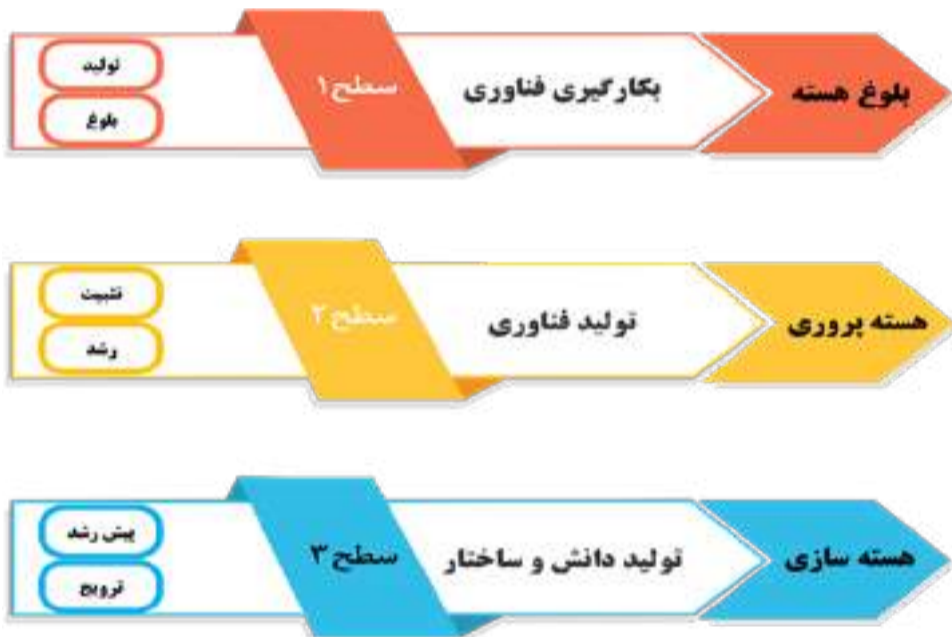 بلوغ هسته
بکارگیری فناوری
سطح ۱
تولید
بلوغ
هسته پروری
تولید فناوری
سطح ۲
تثبیت
رشد
هسته سازی
تولید دانش و ساختار
سطح ۳
پیش رشد
ترویج